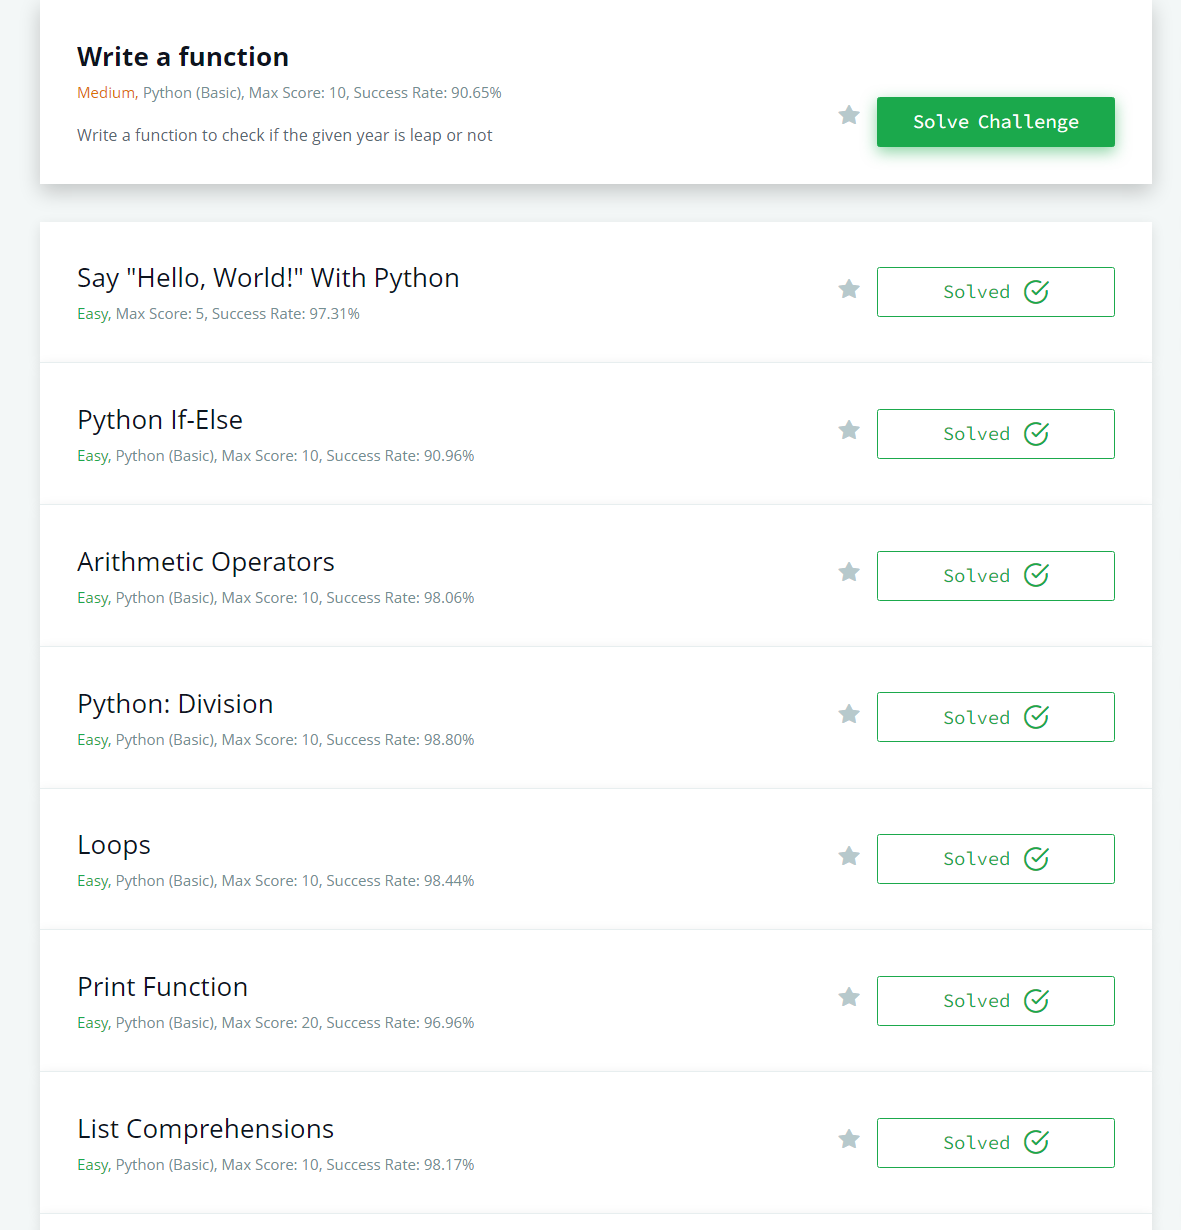 Write a function
Medium, Python (Basic), Max Score: 10, Success Rate: 90.65%
Write a function to check if the given year is leap or not
Solve Challenge
Say "Hello, World!" With Python
Easy, Max Score: 5, Success Rate: 97.31%
Solved
Python If-Else
Easy, Python (Basic), Max Score: 10, Success Rate: 90.96%
Solved
Arithmetic Operators
Easy, Python (Basic), Max Score: 10, Success Rate: 98.06%
Solved
Python: Division
Easy, Python (Basic), Max Score: 10, Success Rate: 98.80%
Solved
Loops
Easy, Python (Basic), Max Score: 10, Success Rate: 98.44%
Solved
Print Function
Easy, Python (Basic), Max Score: 20, Success Rate: 96.96%
Solved
List Comprehensions
Easy, Python (Basic), Max Score: 10, Success Rate: 98.17%
Solved